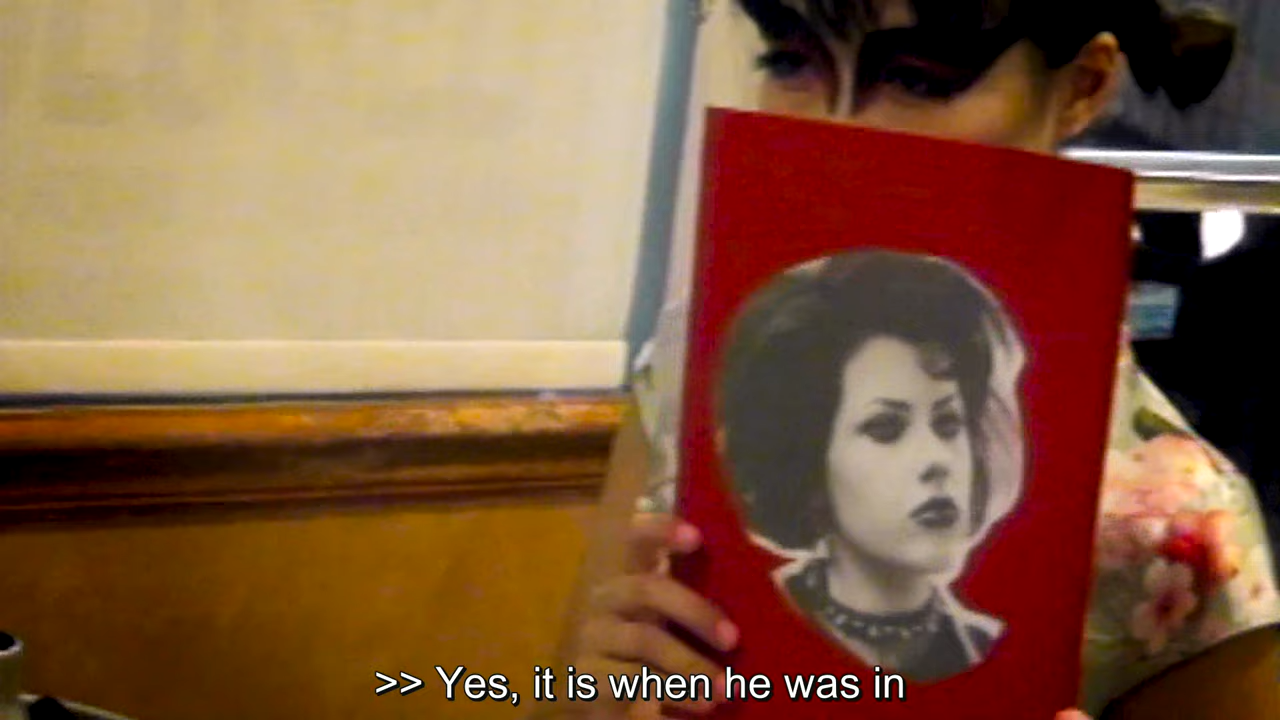 >> Yes, it is when he was in